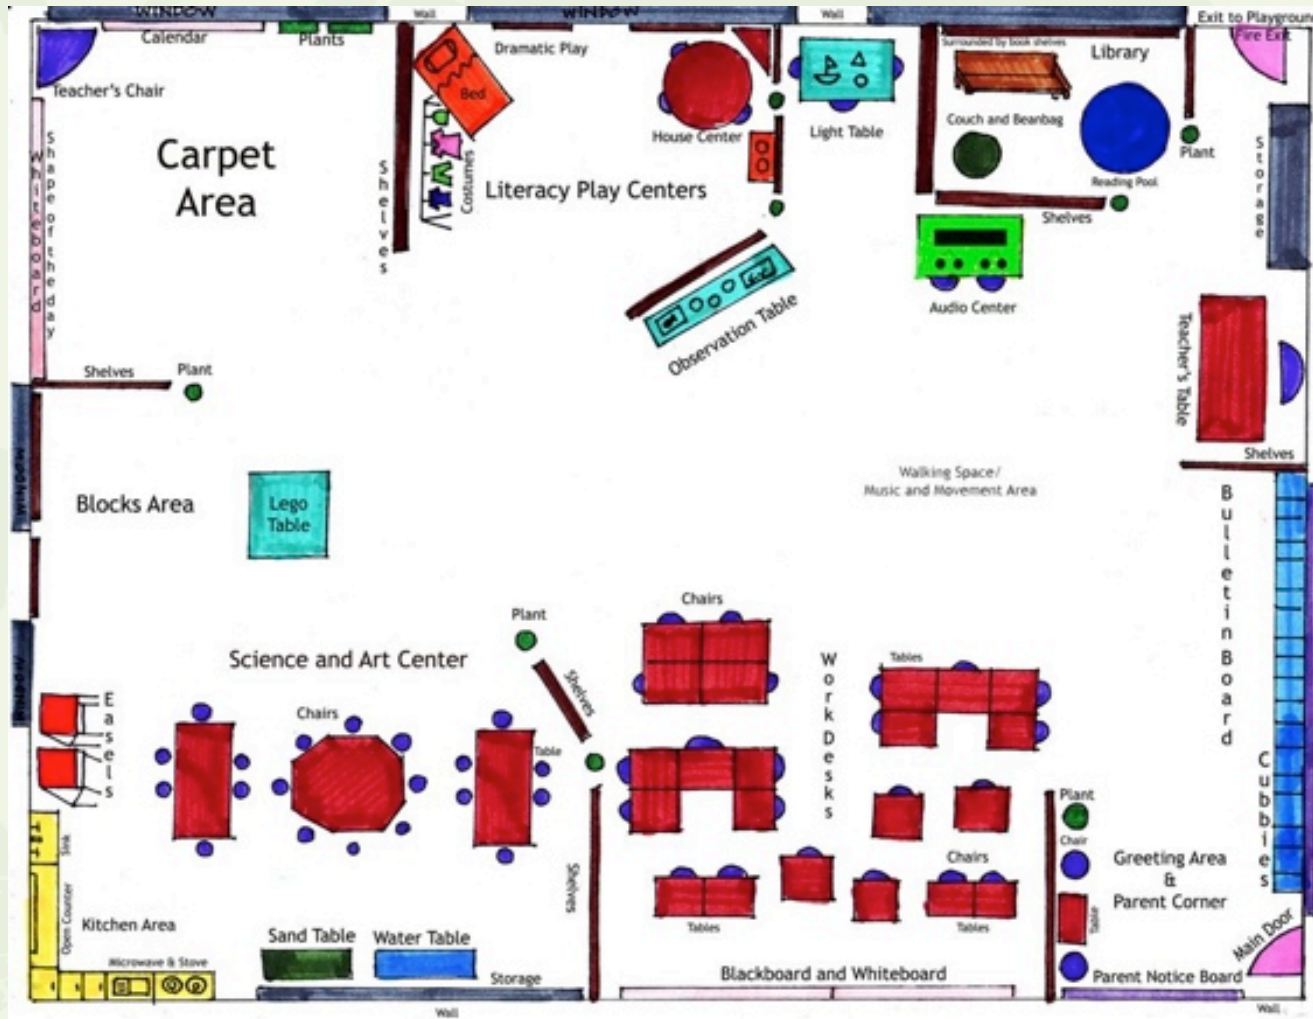 WINDOW
Wall
WINDOW
Wall
Exit to Playground
Fire Exit
Calendar
Plants
Dramatic Play
Surrounded by book shelves
Library
Teacher's Chair
Bed
House Center
Light Table
Couch and Beanbag
Plant
Reading Pool
Storage
Carpet
Area
Whiteboard
Shape of the day
Shelves
Costumes
Literacy Play Centers
Shelves
Audio Center
Observation Table
Teacher's Table
Shelves
Plant
Shelves
WINDOW
Blocks Area
Lego
Table
Walking Space/
Music and Movement Area
Bulletin Board
Chairs
Plant
Science and Art Center
Shelves
Work Desks
Tables
WINDOW
Easels
Chairs
Table
Cubbies
Plant
Chair
Greeting Area
&
Parent Corner
Table
Sink
Open Counter
Kitchen Area
Microwave & Stove
Sand Table
Water Table
Storage
Shelves
Chairs
Tables
Tables
Blackboard and Whiteboard
Main Door
Parent Notice Board
Wall
Wall